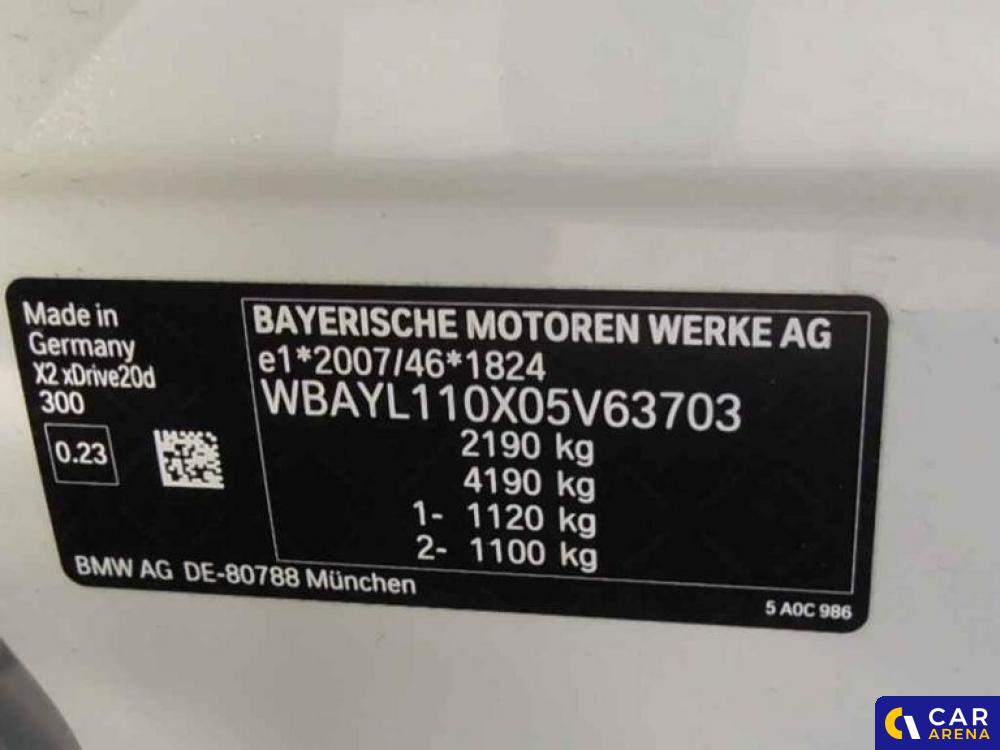 Made in
Germany
X2 xDrive20d
300
0.23
BAYERISCHE MOTOREN WERKE AG
e1*2007/46*1824
WBAYL110X05V63703
2190 kg
4190 kg
1- 1120 kg
2- 1100 kg
BMW AG DE-80788 München
5 A0C 986
CAR
ARENA